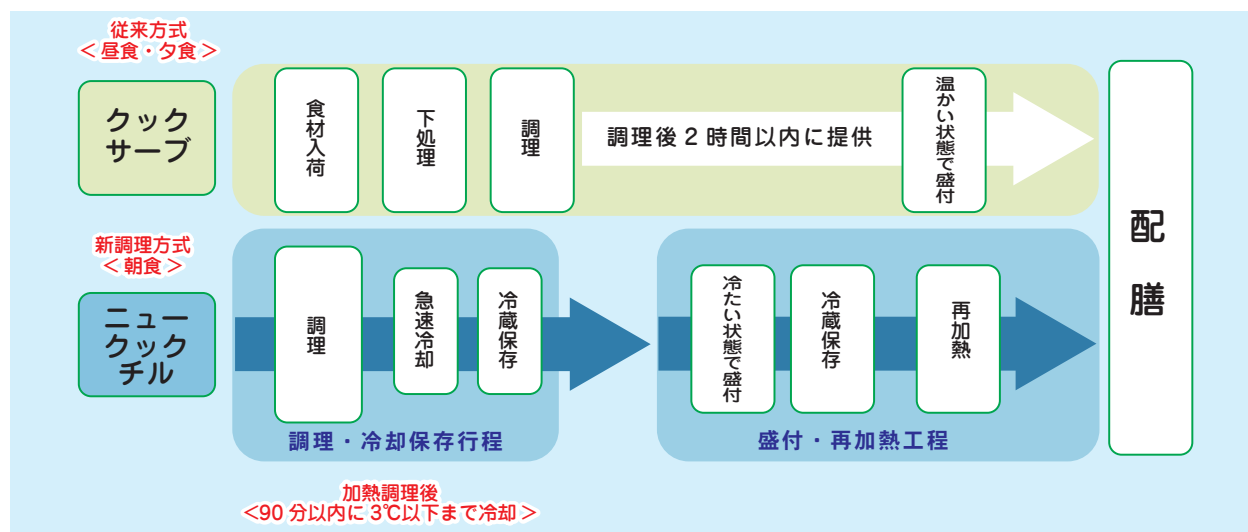 従来方式
＜昼食・夕食＞
クック
サーブ
食材入荷
下処理
調理
調理後2時間以内に提供
温かい状態で盛付
新調理方式
＜朝食＞
ニュー
クック
チル
調理
急速冷却
冷蔵保存
調理・冷却保存行程
冷たい状態で盛付
冷蔵保存
再加熱
盛付・再加熱工程
配膳
加熱調理後
＜90分以内に3℃以下まで冷却＞